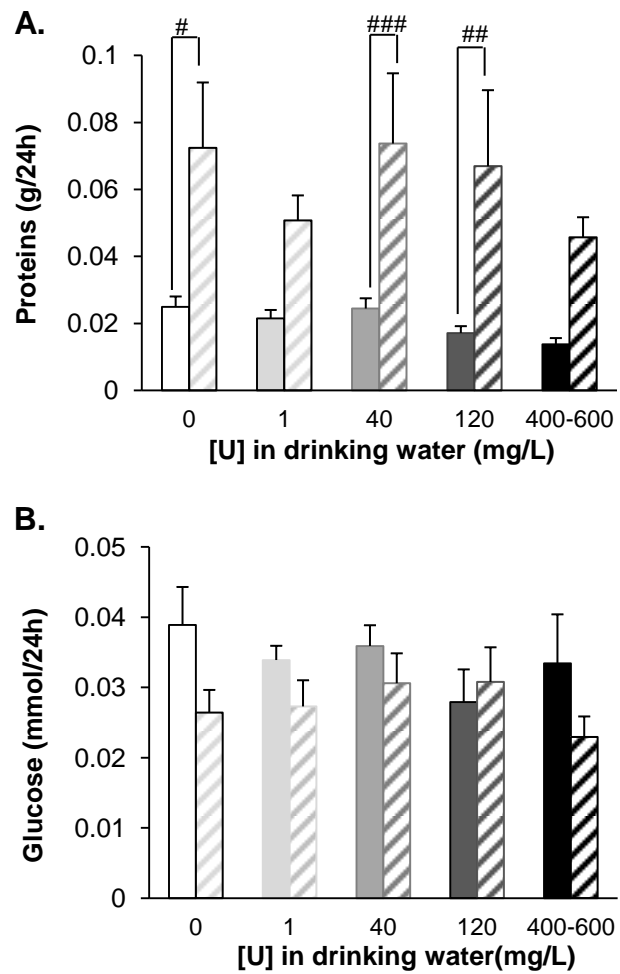 A.
# ### ##
0.1
0.08
0.06
0.04
0.02
0
Proteins (g/24h)
0 1 40 120 400-600
[U] in drinking water (mg/L)
B.
0.05
0.04
0.03
0.02
0.01
0
Glucose (mmol/24h)
0 1 40 120 400-600
[U] in drinking water(mg/L)